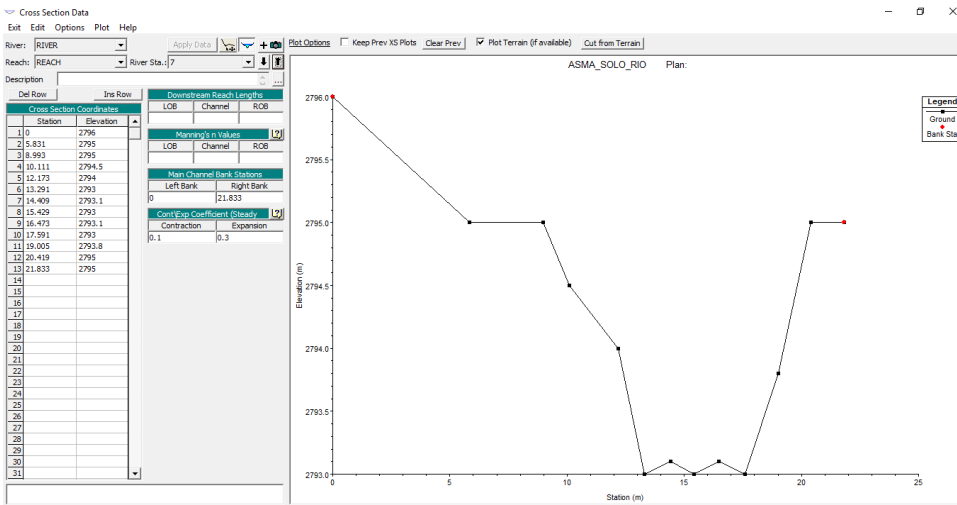 Cross Section Data
Exit Edit Options Plot Help
River: RIVER Apply Data Plot Options Keep Prev XS Plots Clear Prev Plot Terrain (if available) Cut from Terrain
Reach: REACH River Sta.: 7
Description ...
Del Row Ins Row
Cross Section Coordinates
Station Elevation
1 0 2796
2 5.831 2795
3 8.993 2795
4 10.111 2794.5
5 12.173 2794
6 13.291 2793
7 14.409 2793.1
8 15.429 2793
9 16.473 2793.1
10 17.591 2793
11 19.005 2793.8
12 20.419 2795
13 21.833 2795
14
15
16
17
18
19
20
21
22
23
24
25
26
27
28
29
30
31
Downstream Reach Lengths
LOB Channel ROB
Manning's n Values ?
LOB Channel ROB
Main Channel Bank Stations
Left Bank Right Bank
0 21.833
Cont\Exp Coefficient (Steady ?
Contraction Expansion
0.1 0.3
ASMA_SOLO_RIO Plan:
Legend
Ground
Bank Sta
2796.0
2795.5
2795.0
2794.5
2794.0
2793.5
2793.0
Elevation (m)
0 5 10 15 20 25
Station (m)